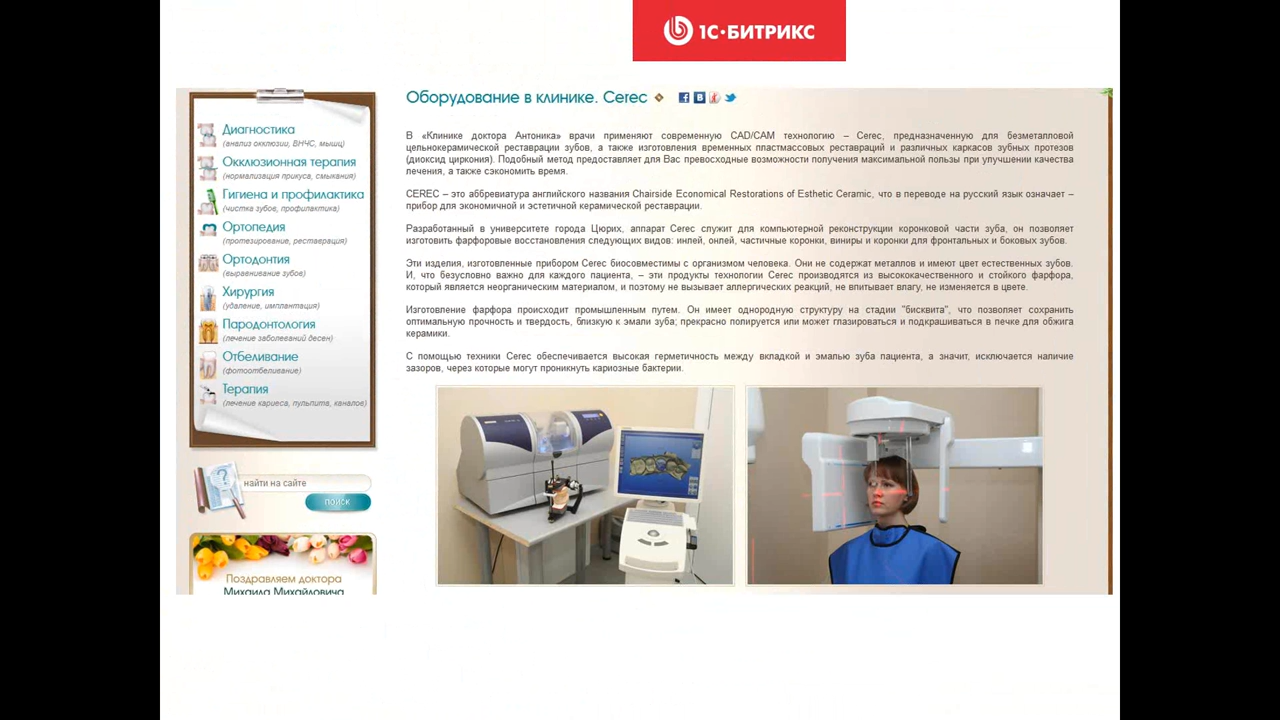 1С•БИТРИКС
Диагностика
(анализ окклюзии, ВНЧС, мышц)
Окклюзионная терапия
(нормализация прикуса, смыкания)
Гигиена и профилактика
(чистка зубов, профилактика)
Ортопедия
(протезирование, реставрация)
Ортодонтия
(выравнивание зубов)
Хирургия
(удаление, имплантация)
Пародонтология
(лечение заболеваний десен)
Отбеливание
(фотоотбеливание)
Терапия
(лечение кариеса, пульпита, каналов)
найти на сайте
поиск
Поздравляем доктора
Михаила Михайловича
Оборудование в клинике. Cerec
В «Клинике доктора Антоника» врачи применяют современную CAD/CAM технологию – Cerec, предназначенную для безметалловой
цельнокерамической реставрации зубов, а также изготовления временных пластмассовых реставраций и различных каркасов зубных протезов
(диоксид циркония). Подобный метод предоставляет для Вас превосходные возможности получения максимальной пользы при улучшении качества
лечения, а также сэкономить время.
CEREC – это аббревиатура английского названия Chairside Economical Restorations of Esthetic Ceramic, что в переводе на русский язык означает –
прибор для экономичной и эстетичной керамической реставрации.
Разработанный в университете города Цюрих, аппарат Cerec служит для компьютерной реконструкции коронковой части зуба, он позволяет
изготовить фарфоровые восстановления следующих видов: инлей, онлей, частичные коронки, виниры и коронки для фронтальных и боковых зубов.
Эти изделия, изготовленные прибором Cerec биосовместимы с организмом человека. Они не содержат металлов и имеют цвет естественных зубов.
И, что безусловно важно для каждого пациента, – эти продукты технологии Cerec производятся из высококачественного и стойкого фарфора,
который является неорганическим материалом, и поэтому не вызывает аллергических реакций, не впитывает влагу, не изменяется в цвете.
Изготовление фарфора происходит промышленным путем. Он имеет однородную структуру на стадии "бисквита", что позволяет сохранить
оптимальную прочность и твердость, близкую к эмали зуба; прекрасно полируется или может глазироваться и подкрашиваться в печке для обжига
керамики.
С помощью техники Cerec обеспечивается высокая герметичность между вкладкой и эмалью зуба пациента, а значит, исключается наличие
зазоров, через которые могут проникнуть кариозные бактерии.